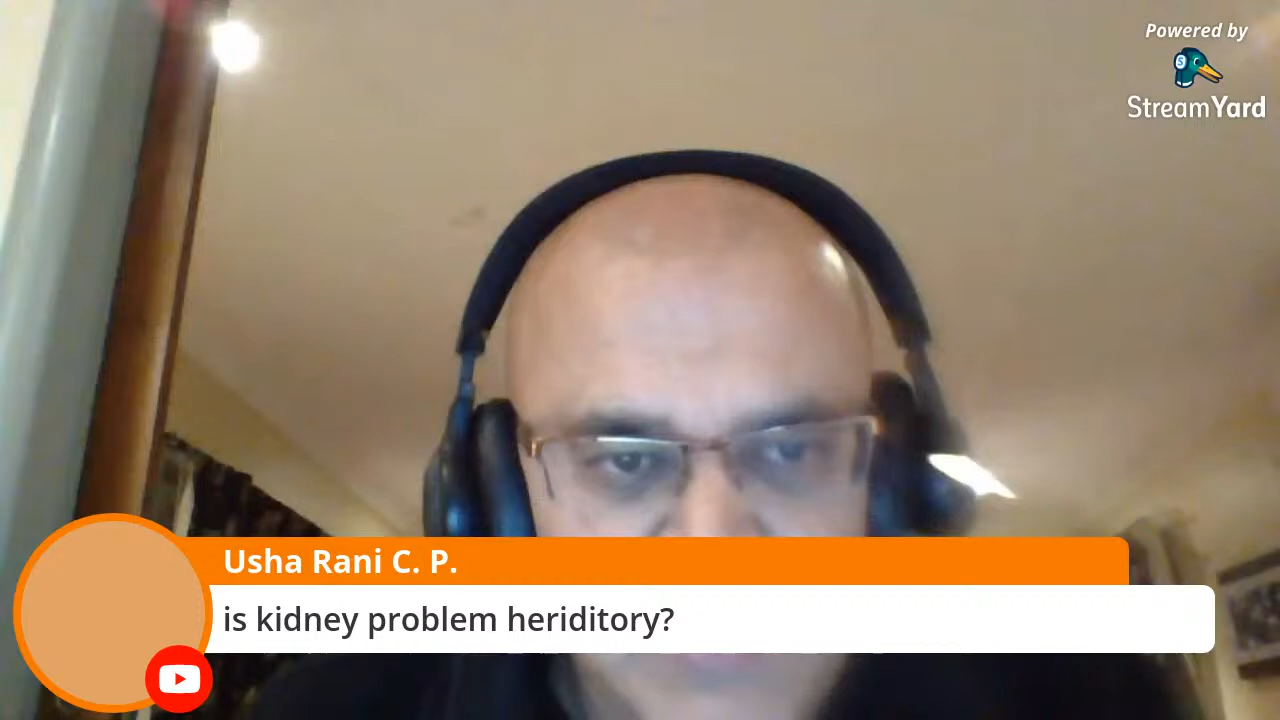 Powered by
StreamYard
Usha Rani C. P.
is kidney problem heriditory?